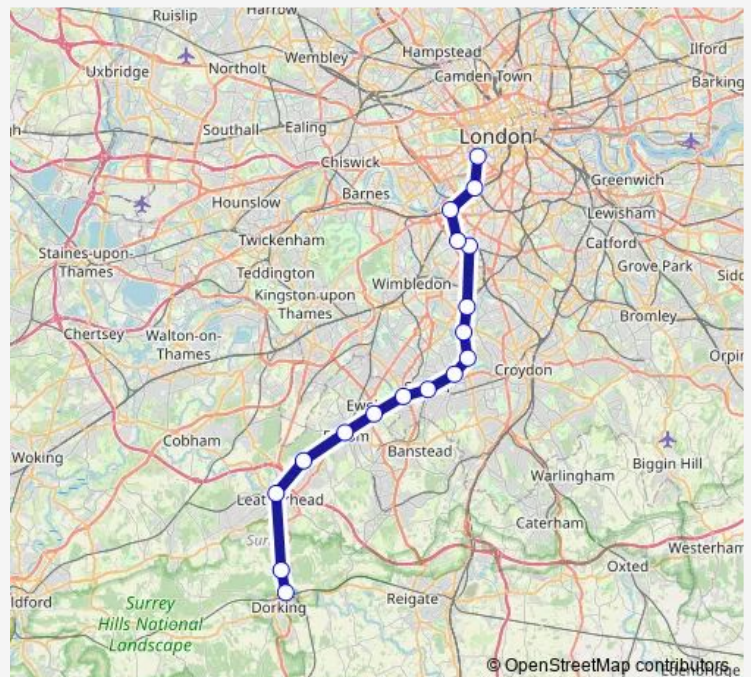 Ruislip
Harrow
Hampstead
Ilford
Uxbridge
Northolt
Wembley
Camden Town
Barking
Southall
Ealing
London
Chiswick
Greenwich
Hounslow
Barnes
Lewisham
Twickenham
Catford
Staines-upon-
Thames
Teddington
Wimbledon
Grove Park
Kingston upon
Thames
Bromley
Chertsey
Walton-on-
Thames
Croydon
Cobham
Banstead
Woking
Biggin Hill
Warlingham
Caterham
Westerham
Oxted
Surrey
Hills National
Landscape
Dorking
Reigate
© OpenStreetMap contributors